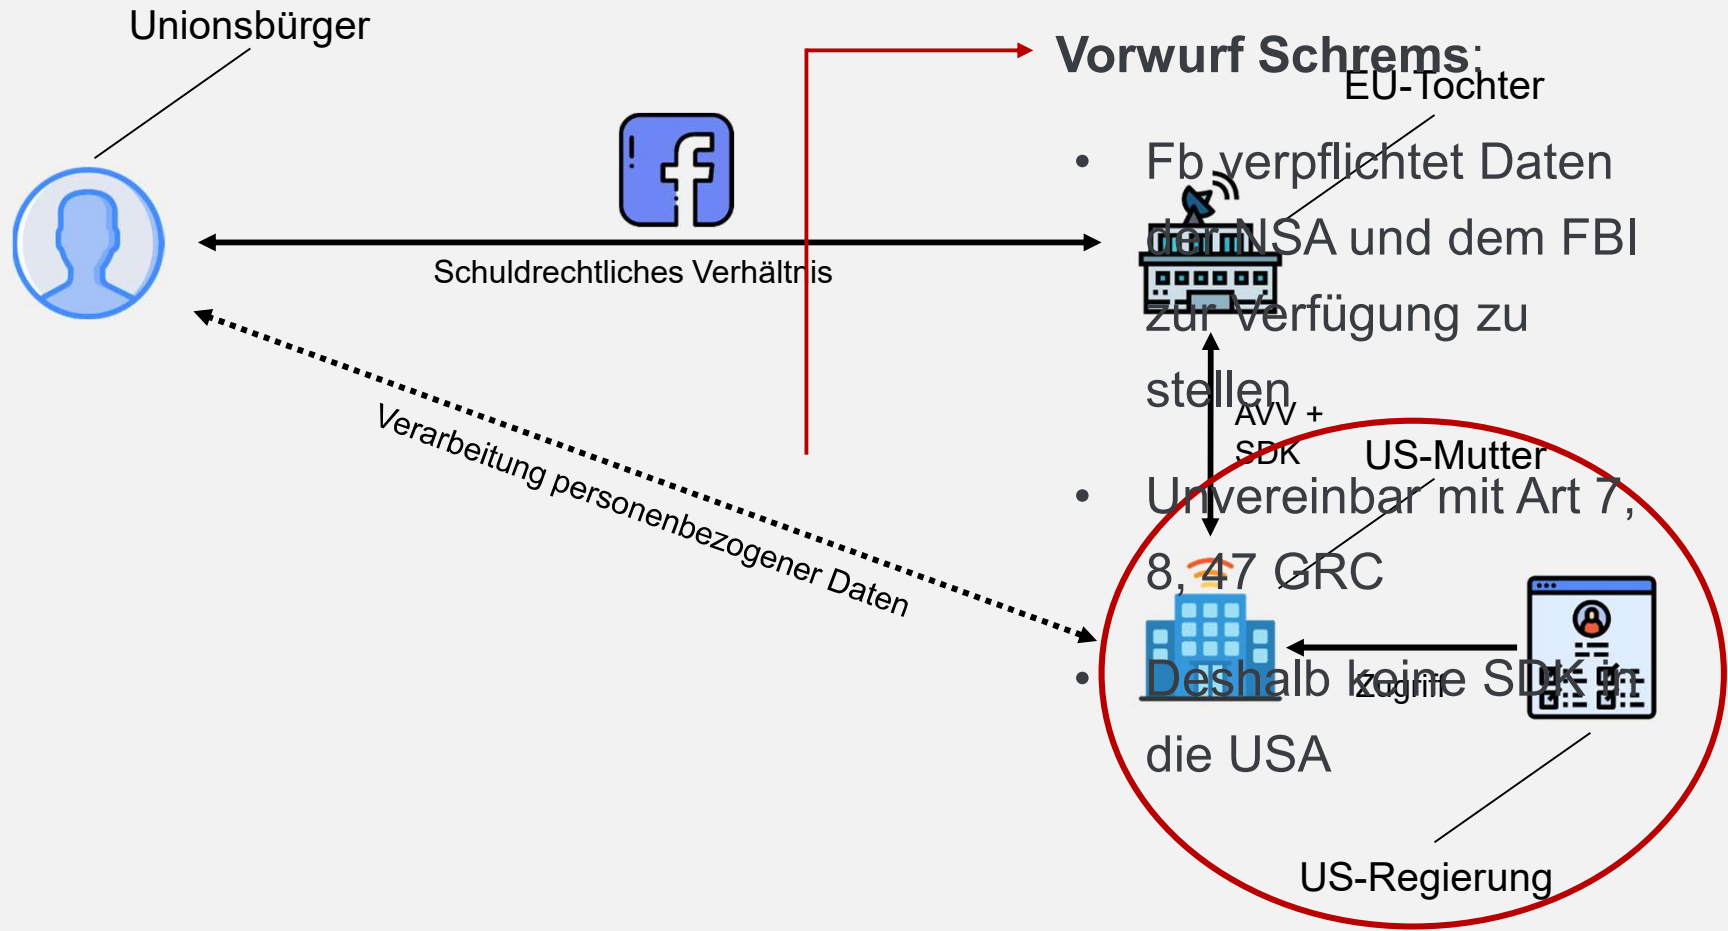 Unionsbürger
Vorwurf Schrems:
EU-Tochter
• Fb verpflichtet Daten
der NSA und dem FBI
zur Verfügung zu
stellen
Schuldrechtliches Verhältnis
AVV +
SDK
US-Mutter
• Unvereinbar mit Art 7,
8, 47 GRC
Verarbeitung personenbezogener Daten
• Deshalb keine SDK in
die USA
Zugriff
US-Regierung